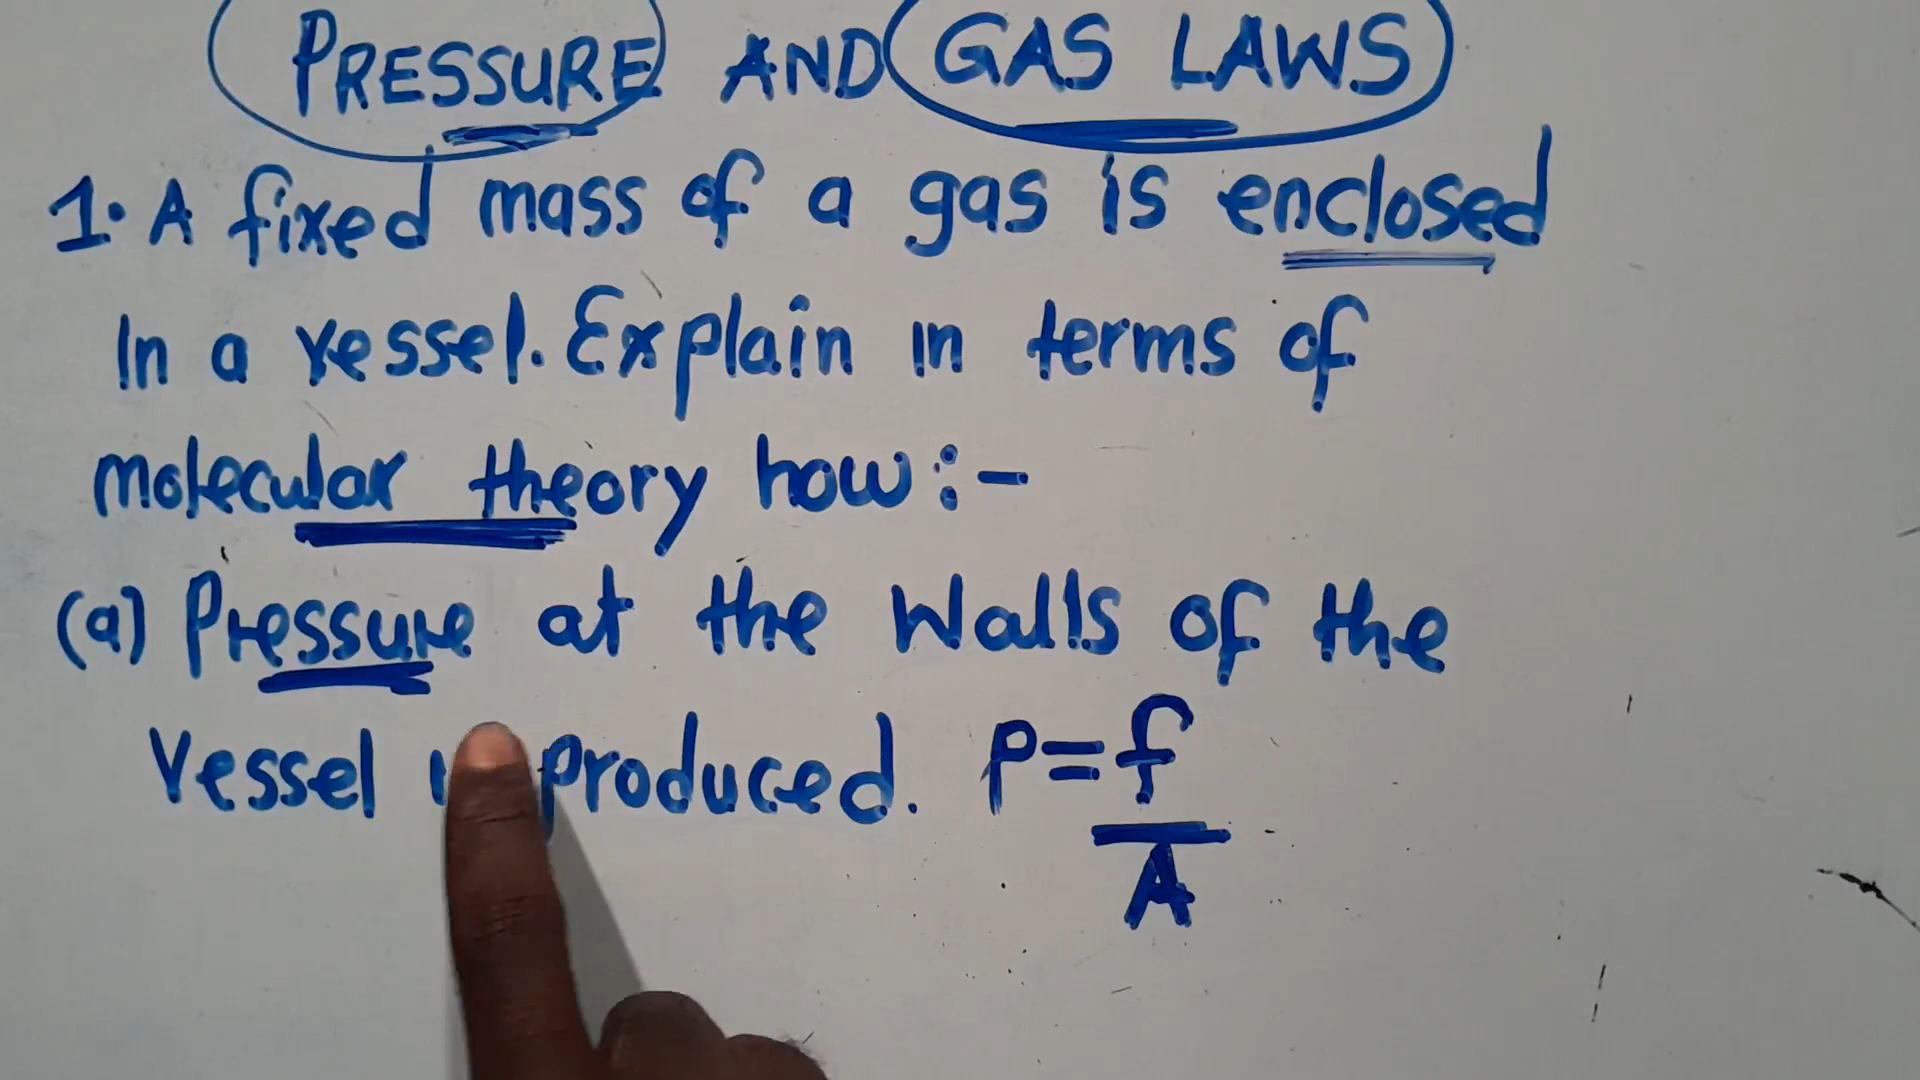 PRESSURE AND GAS LAWS
1. A fixed mass of a gas is enclosed
In a vessel. Explain in terms of
molecular theory how:-
(a) Pressure at the Walls of the
Vessel produced. P=f
A